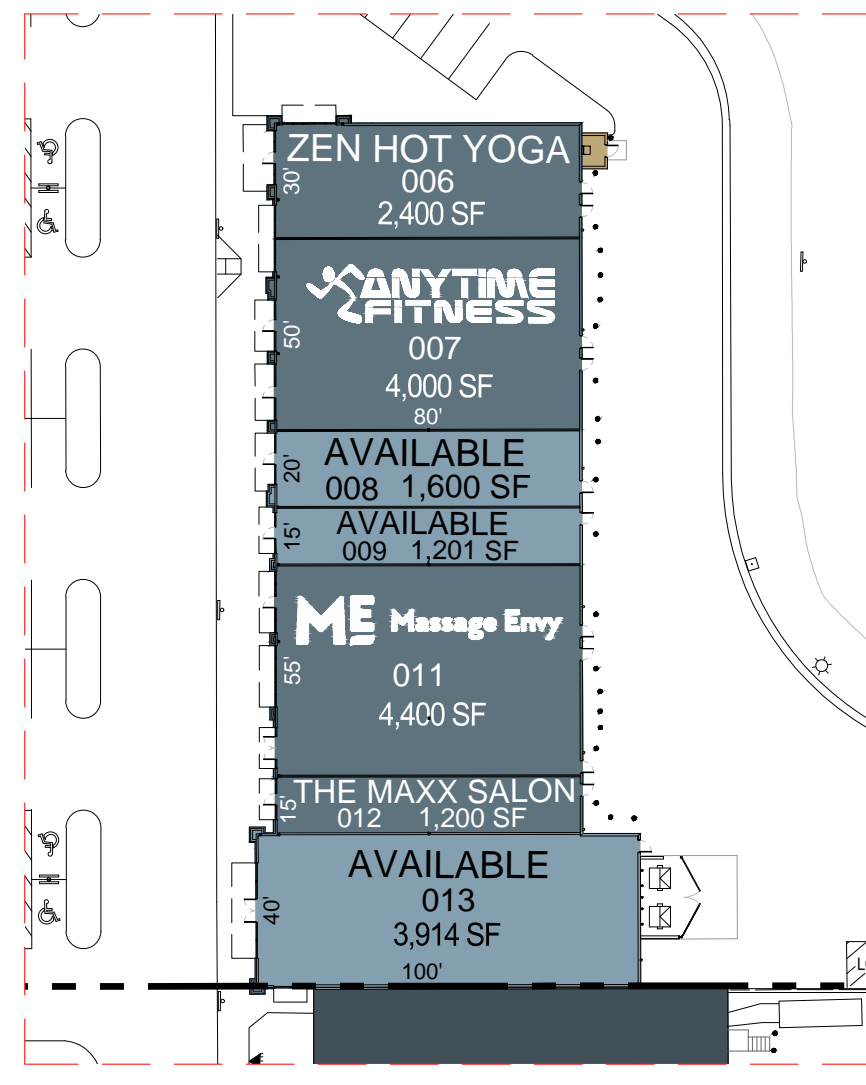 ZEN HOT YOGA
006
30'
2,400 SF
ANYTIME
FITNESS
50'
007
4,000 SF
80'
AVAILABLE
20'
008 1,600 SF
AVAILABLE
15'
009 1,201 SF
ME Massage Envy
55'
011
4,400 SF
THE MAXX SALON
15'
012 1,200 SF
AVAILABLE
013
40'
3,914 SF
100'